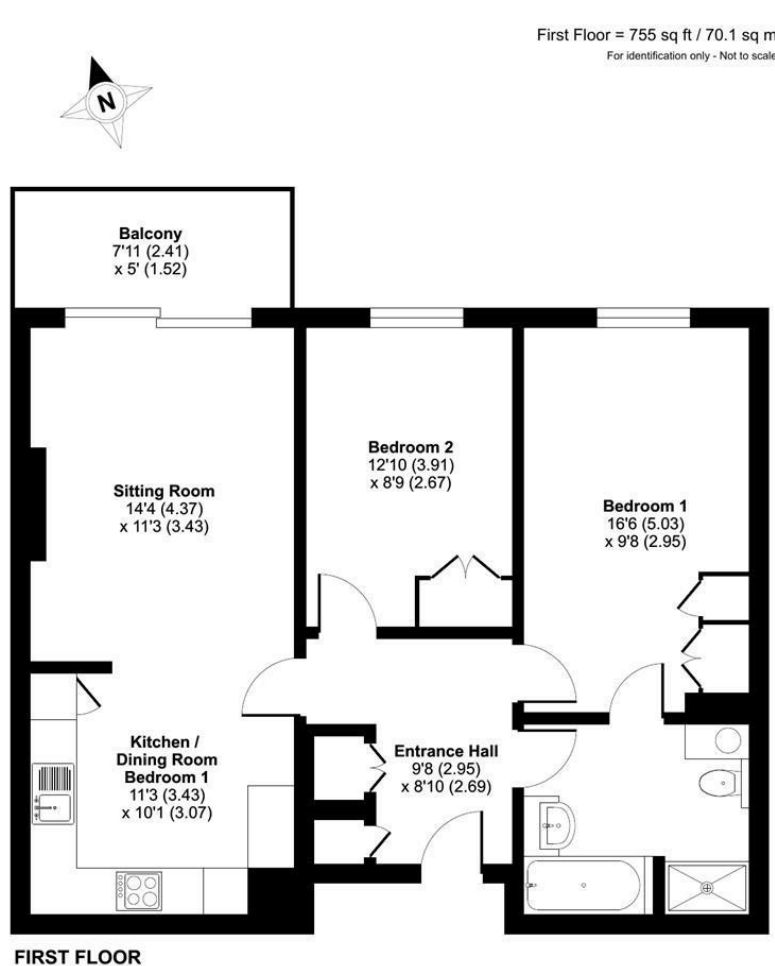 First Floor = 755 sq ft / 70.1 sq m
For identification only - Not to scale
N
Balcony
7'11 (2.41)
x 5' (1.52)
Bedroom 2
12'10 (3.91)
x 8'9 (2.67)
Sitting Room
14'4 (4.37)
x 11'3 (3.43)
Bedroom 1
16'6 (5.03)
x 9'8 (2.95)
Kitchen /
Dining Room
Bedroom 1
11'3 (3.43)
x 10'1 (3.07)
Entrance Hall
9'8 (2.95)
x 8'10 (2.69)
FIRST FLOOR